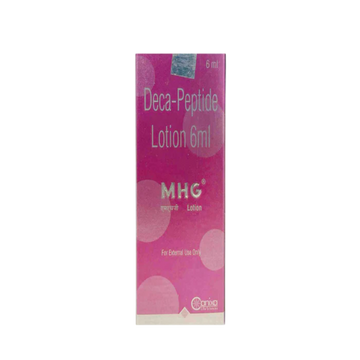 6 ml
Deca-Peptide
Lotion 6ml
MHG®
Lotion
For External Use Only